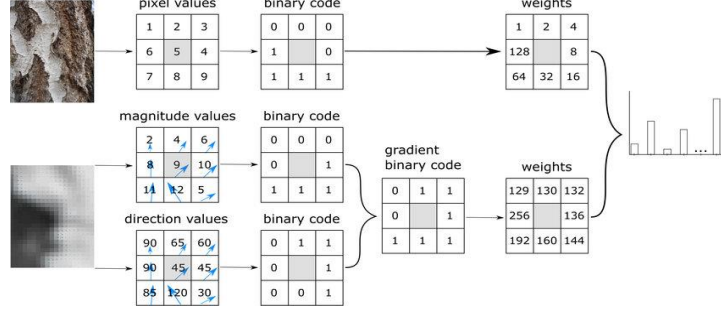 pixel values
1 2 3
6 5 4
7 8 9
binary code
0 0 0
1 0
1 1 1
weights
1 2 4
128 8
64 32 16
magnitude values
2 4 6
8 9 10
11 12 5
binary code
0 0 0
0 1
1 1 1
direction values
90 65 60
90 45 45
85 120 30
binary code
0 1 1
0 1
0 0 1
gradient
binary code
0 1 1
0 1
1 1 1
weights
129 130 132
256 136
192 160 144
...